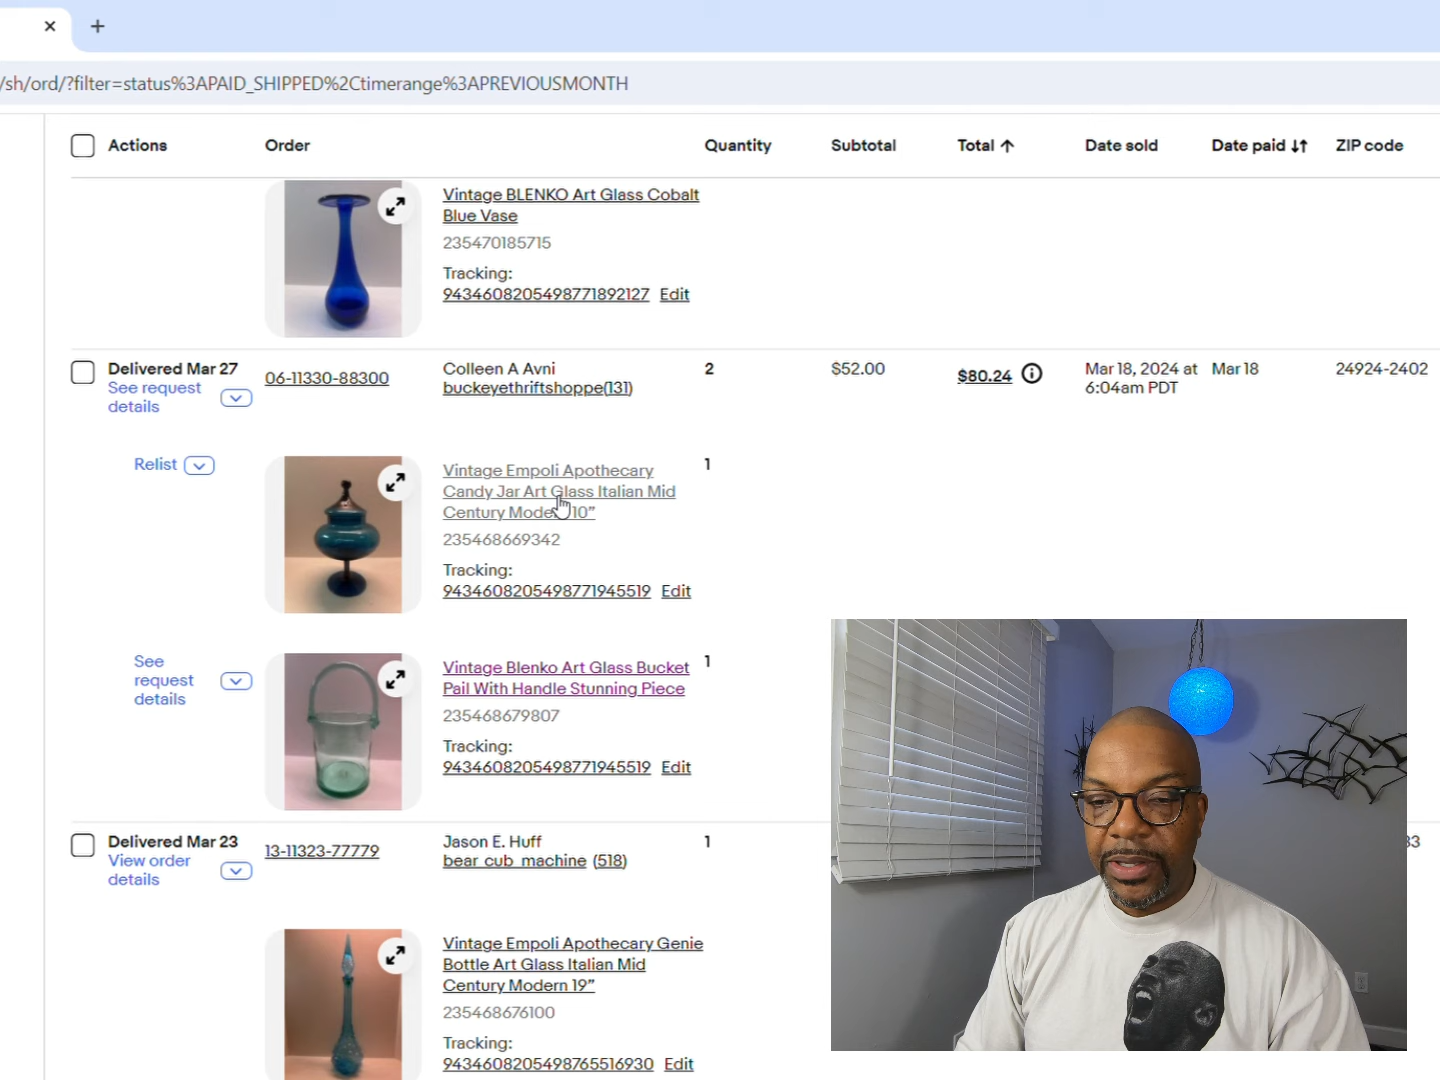 /sh/ord/?filter=status%3APAID_SHIPPED%2Ctimerange%3APREVIOUSMONTH
Actions Order Quantity Subtotal Total Date sold Date paid ZIP code
Vintage BLENKO Art Glass Cobalt
Blue Vase
235470185715
Tracking:
9434608205498771892127 Edit
Delivered Mar 27
See request
details
06-11330-88300
Colleen A Avni
buckeyethriftshoppe(131)
2
$52.00
$80.24
Mar 18, 2024 at
6:04am PDT
Mar 18
24924-2402
Relist
Vintage Empoli Apothecary
Candy Jar Art Glass Italian Mid
Century Modern 10”
235468669342
Tracking:
9434608205498771945519 Edit
1
See
request
details
Vintage Blenko Art Glass Bucket
Pail With Handle Stunning Piece
235468679807
Tracking:
9434608205498771945519 Edit
1
Delivered Mar 23
View order
details
13-11323-77779
Jason E. Huff
bear_cub_machine (518)
1
Vintage Empoli Apothecary Genie
Bottle Art Glass Italian Mid
Century Modern 19”
235468676100
Tracking:
9434608205498765516930 Edit